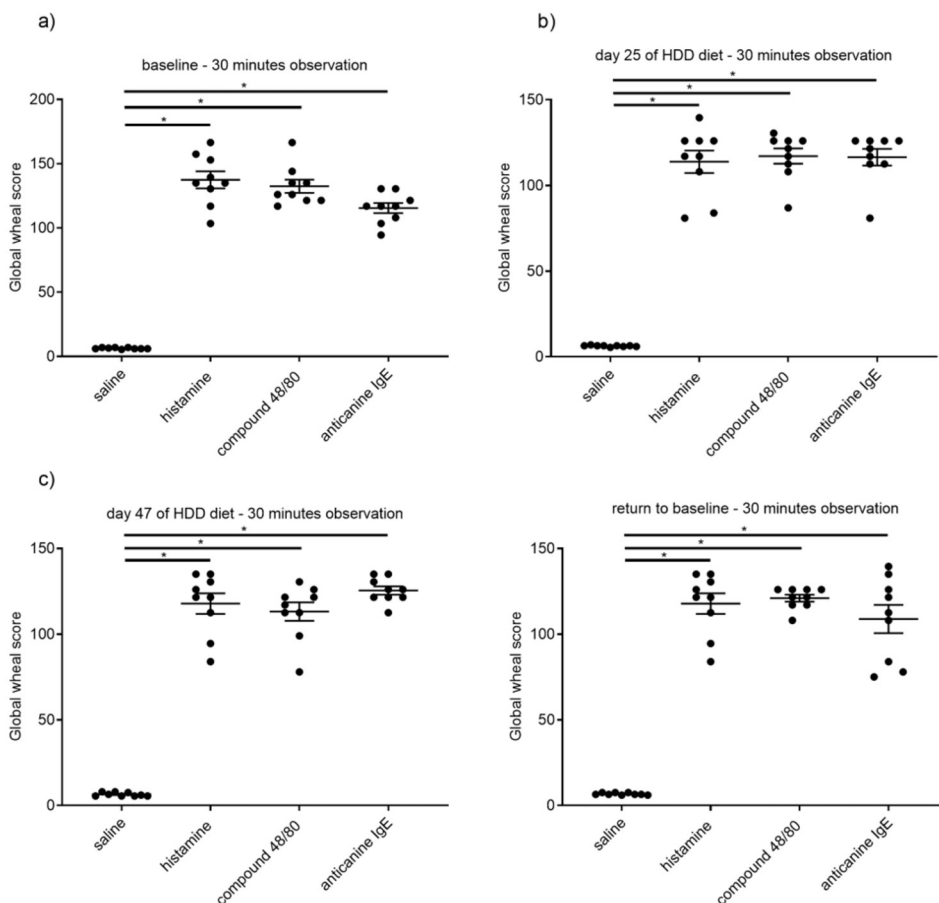 a)
baseline - 30 minutes observation
* * *
Global wheal score
200
150
100
50
0
saline
histamine
compound 48/80
anticanine IgE
b)
day 25 of HDD diet - 30 minutes observation
* * *
Global wheal score
150
100
50
0
saline
histamine
compound 48/80
anticanine IgE
c)
day 47 of HDD diet - 30 minutes observation
* * *
Global wheal score
150
100
50
0
saline
histamine
compound 48/80
anticanine IgE
return to baseline - 30 minutes observation
* * *
Global wheal score
150
100
50
0
saline
histamine
compound 48/80
anticanine IgE